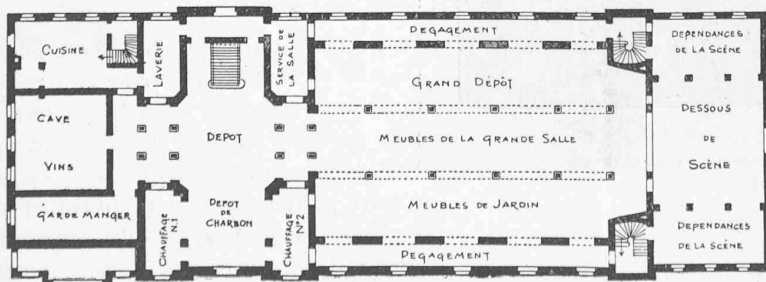 CUISINE
LAVERIE
SERVICE DE
LA SALLE
DEGAGEMENT
DEPENDANCES
DE LA SCÈNE
GRAND DÉPÔT
CAVE
VINS
DEPOT
MEUBLES DE LA GRANDE SALLE
DESSOUS
DE
SCÈNE
GARDE MANGER
CHAUFFAGE
N.1
DEPOT
DE
CHARBON
CHAUFFAGE
N°2
MEUBLES DE JARDIN
DEGAGEMENT
DEPENDANCES
DE LA SCÈNE